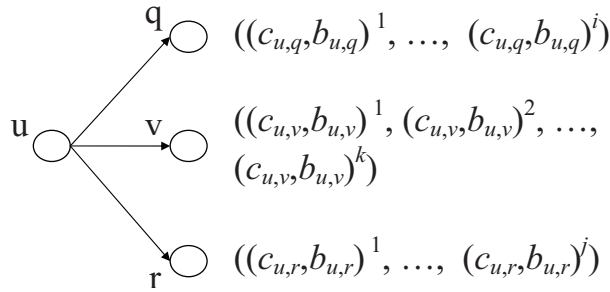 q
((c_{u,q},b_{u,q})^1, …, (c_{u,q},b_{u,q})^i)
u
v
((c_{u,v},b_{u,v})^1, (c_{u,v},b_{u,v})^2, …,
(c_{u,v},b_{u,v})^k)
r
((c_{u,r},b_{u,r})^1, …, (c_{u,r},b_{u,r})^j)